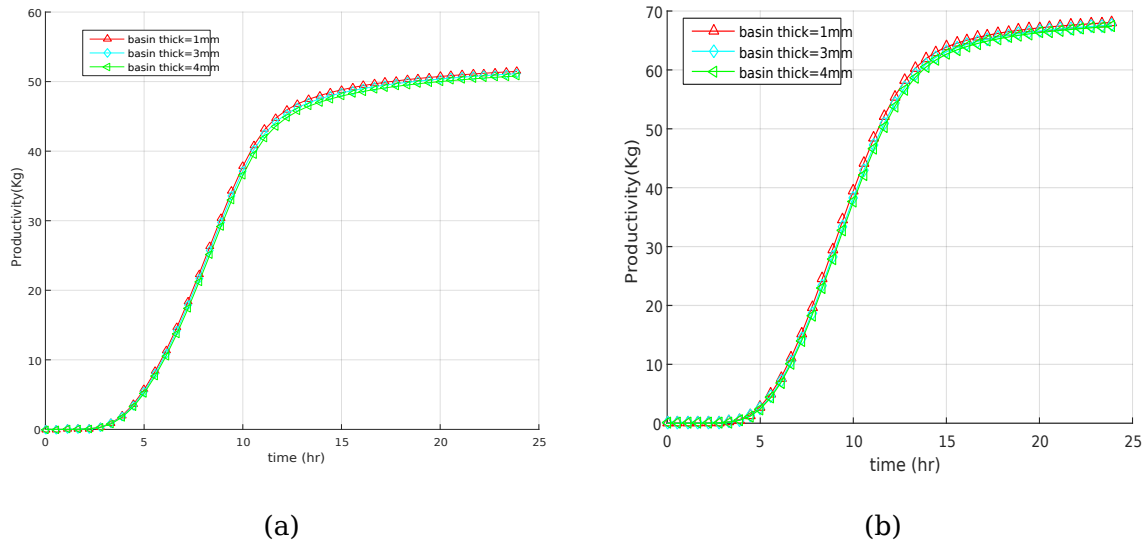 60
50
40
30
20
10
0
Productivity(Kg)
basin thick=1mm
basin thick=3mm
basin thick=4mm
0 5 10 15 20 25
time (hr)
(a)
70
60
50
40
30
20
10
0
Productivity(Kg)
basin thick=1mm
basin thick=3mm
basin thick=4mm
0 5 10 15 20 25
time (hr)
(b)